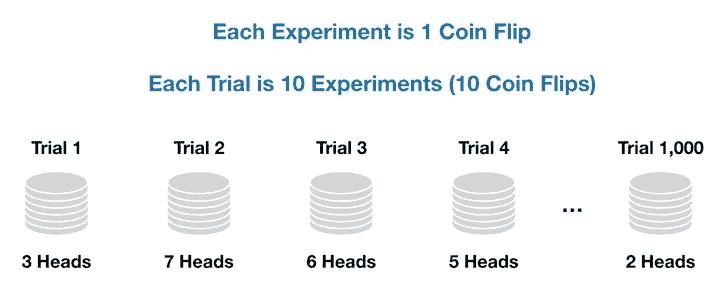 Each Experiment is 1 Coin Flip
Each Trial is 10 Experiments (10 Coin Flips)
Trial 1 Trial 2 Trial 3 Trial 4 Trial 1,000
...
3 Heads 7 Heads 6 Heads 5 Heads 2 Heads